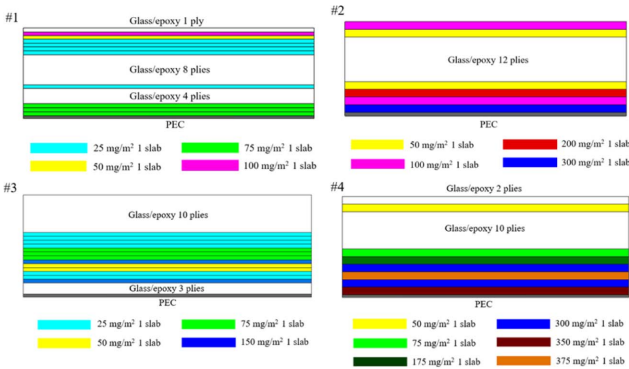 #1
Glass/epoxy 1 ply
Glass/epoxy 8 plies
Glass/epoxy 4 plies
PEC
25 mg/m² 1 slab
75 mg/m² 1 slab
50 mg/m² 1 slab
100 mg/m² 1 slab
#2
Glass/epoxy 12 plies
PEC
50 mg/m² 1 slab
200 mg/m² 1 slab
100 mg/m² 1 slab
300 mg/m² 1 slab
#3
Glass/epoxy 10 plies
Glass/epoxy 3 plies
PEC
25 mg/m² 1 slab
75 mg/m² 1 slab
50 mg/m² 1 slab
150 mg/m² 1 slab
#4
Glass/epoxy 2 plies
Glass/epoxy 10 plies
PEC
50 mg/m² 1 slab
300 mg/m² 1 slab
75 mg/m² 1 slab
350 mg/m² 1 slab
175 mg/m² 1 slab
375 mg/m² 1 slab